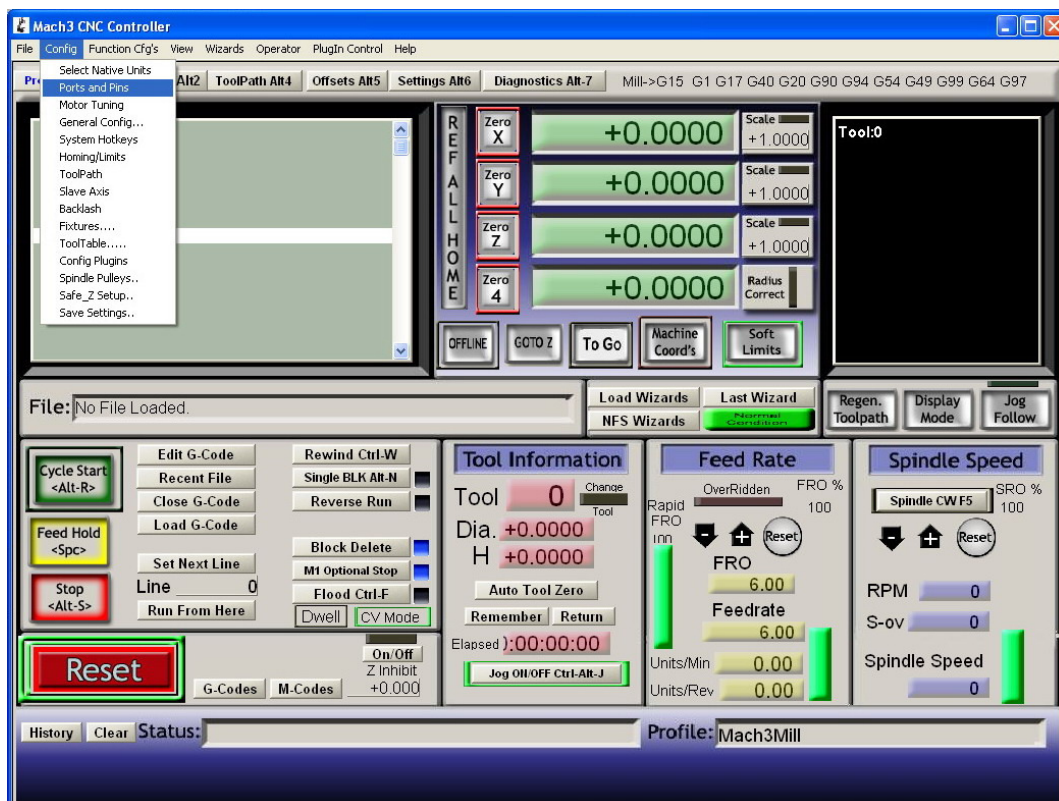 Mach3 CNC Controller
File Config Function Cfg's View Wizards Operator PlugIn Control Help
Select Native Units
Ports and Pins
Motor Tuning
General Config...
System Hotkeys
Homing/Limits
ToolPath
Slave Axis
Backlash
Fixtures....
ToolTable.....
Config Plugins
Spindle Pulleys..
Safe_Z Setup..
Save Settings..
Alt2 ToolPath Alt4 Offsets Alt5 Settings Alt6 Diagnostics Alt-7 Mill->G15 G1 G17 G40 G20 G90 G94 G54 G49 G99 G64 G97
REF ALL HOME
Zero X +0.0000 Scale +1.0000
Zero Y +0.0000 Scale +1.0000
Zero Z +0.0000 Scale +1.0000
Zero 4 +0.0000 Radius Correct
OFFLINE GOTO Z To Go Machine Coord's Soft Limits
Tool:0
File: No File Loaded.
Load Wizards Last Wizard
NFS Wizards Normal Condition
Regen. Toolpath Display Mode Jog Follow
Cycle Start <Alt-R>
Feed Hold <Spc>
Stop <Alt-S>
Edit G-Code
Recent File
Close G-Code
Load G-Code
Set Next Line
Line 0
Run From Here
Rewind Ctrl-W
Single BLK Alt-N
Reverse Run
Block Delete
M1 Optional Stop
Flood Ctrl-F
Dwell CV Mode
Reset
G-Codes M-Codes
On/Off
Z Inhibit
+0.000
Tool Information
Tool 0 Change Tool
Dia. +0.0000
H +0.0000
Auto Tool Zero
Remember Return
Elapsed ):00:00:00
Jog ON/OFF Ctrl-Alt-J
Feed Rate
OverRidden FRO %
100
Rapid FRO
100
Reset
FRO
6.00
Feedrate
6.00
Units/Min 0.00
Units/Rev 0.00
Spindle Speed
Spindle CW F5 SRO %
100
Reset
RPM 0
S-ov 0
Spindle Speed
0
History Clear Status:
Profile: Mach3Mill